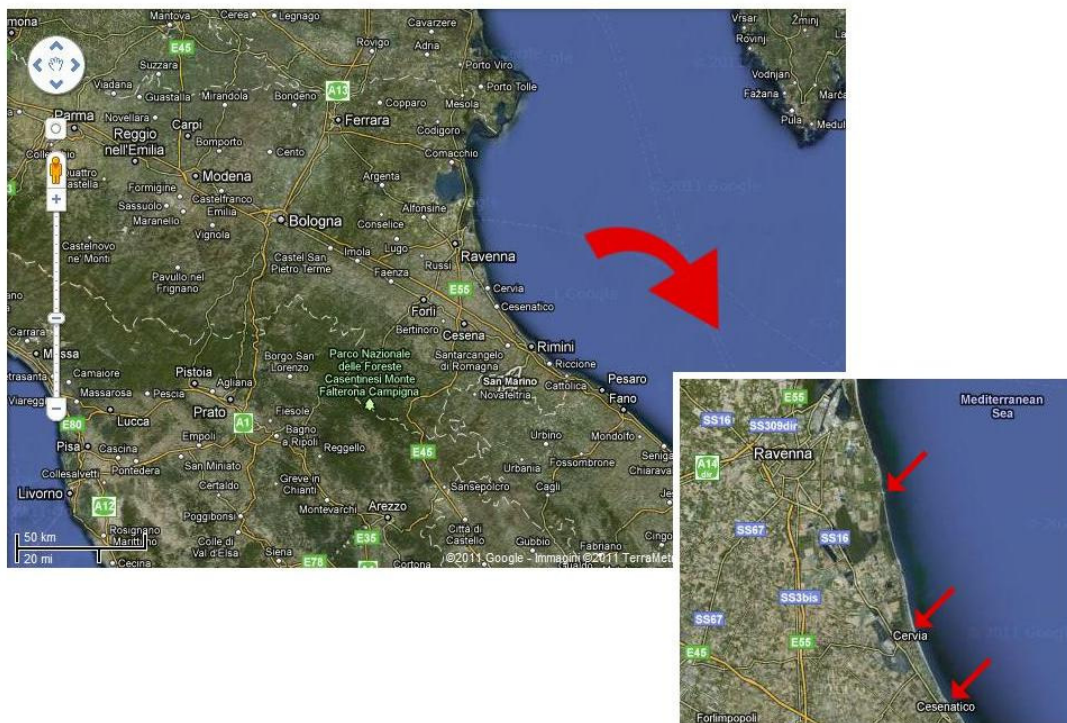 Mantova
Cerea
Legnago
Cavarzere
Vrsar
Žminj
E45
Rovigo
Adria
Rovinj
Suzzara
Porto Viro
Viadana
Guastalla
Mirandola
Bondeno
A13
Copparo
Mesola
Porto Tolle
Vodnjan
Fažana
Pula
Novellara
Parma
Carpi
Ferrara
Codigoro
Reggio
nell'Emilia
Bomporto
Cento
Comacchio
Quattro
Castella
Modena
Argenta
Formigine
Castelfranco
Emilia
Sassuolo
Maranello
Alfonsine
Bologna
Conselice
Vignola
Castelnovo
ne' Monti
Castel San
Pietro Terme
Imola
Lugo
Ravenna
Russi
Pavullo nel
Frignano
Faenza
E55
Cervia
Cesenatico
Forlì
Bertinoro
Cesena
Carrara
Massa
Borgo San
Lorenzo
Parco Nazionale
delle Foreste
Casentinesi Monte
Falterona Campigna
Santarcangelo
di Romagna
Rimini
Riccione
San Marino
Novafeltria
Cattolica
Pesaro
Fano
Camaiore
Pistoia
Agliana
Massarosa
Pescia
Prato
A1
Fiesole
Lucca
E80
Bagno
a Ripoli
Empoli
Pisa
Cascina
Reggello
E45
Urbino
Mondolfo
Collesalvetti
Pontedera
San Miniato
Urbania
Fossombrone
Livorno
Certaldo
Greve in
Chianti
Sansepolcro
Cagli
A12
Poggibonsi
Montevarchi
Arezzo
Rosignano
Marittimo
Colle di
Val d'Elsa
E35
Città di
Castello
Cecina
Siena
E78
Cortona
Gubbio
Fabriano
50 km
20 mi
©2011 Google - Immagini ©2011 TerraMet
Mediterranean
Sea
E55
SS16
SS309dir
Ravenna
A14
dir
SS67
SS16
SS3bis
SS67
Cervia
E45
E55
Cesenatico
Forlimpopoli